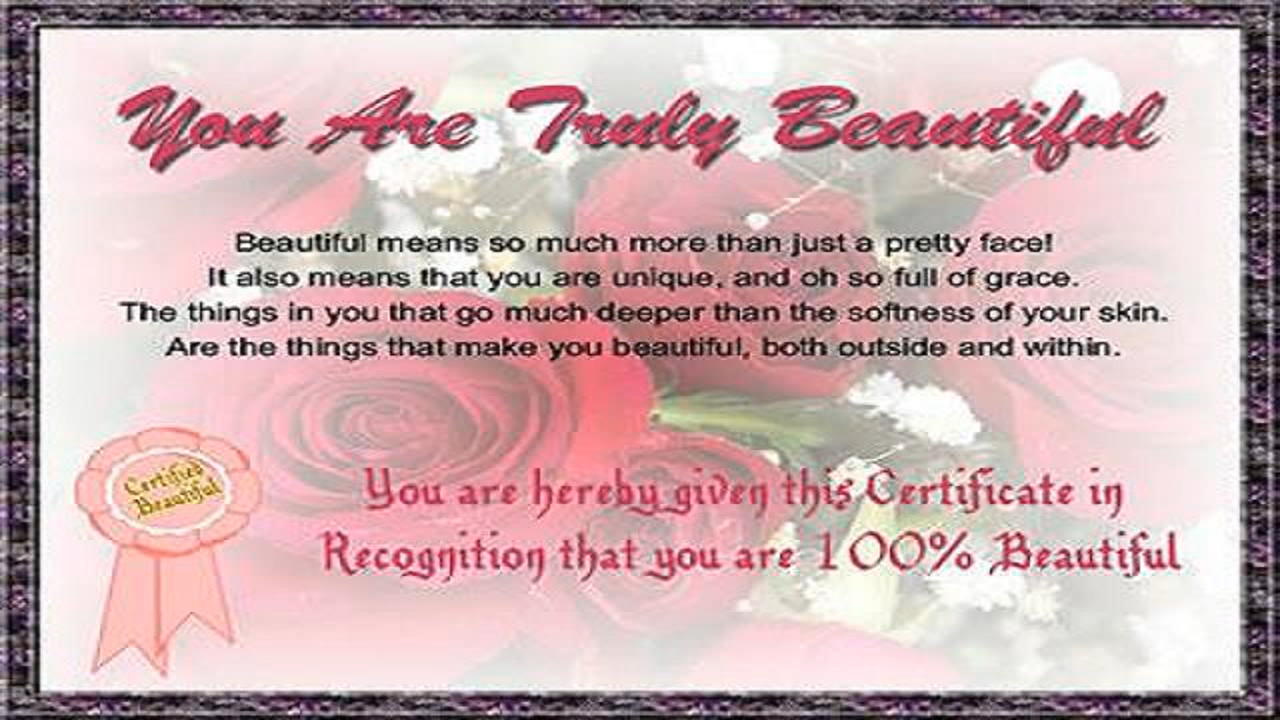 You Are Truly Beautiful
Beautiful means so much more than just a pretty face!
It also means that you are unique, and oh so full of grace.
The things in you that go much deeper than the softness of your skin.
Are the things that make you beautiful, both outside and within.
Certified
Beautiful
You are hereby given this Certificate in
Recognition that you are 100% Beautiful